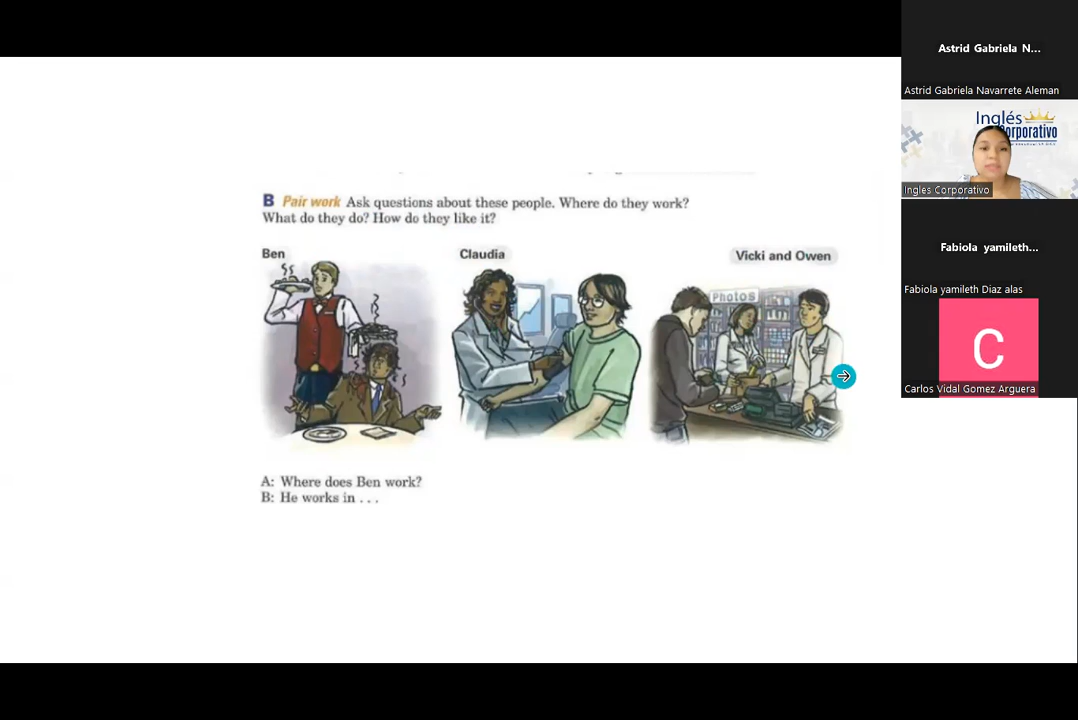 B Pair work Ask questions about these people. Where do they work?
What do they do? How do they like it?
Ben
Claudia
Vicki and Owen
Photos
A: Where does Ben work?
B: He works in . . .
Astrid Gabriela N...
Astrid Gabriela Navarrete Aleman
Inglés
Corporativo
Ingles Corporativo
Fabiola yamileth...
Fabiola yamileth Diaz alas
C
Carlos Vidal Gomez Arguera